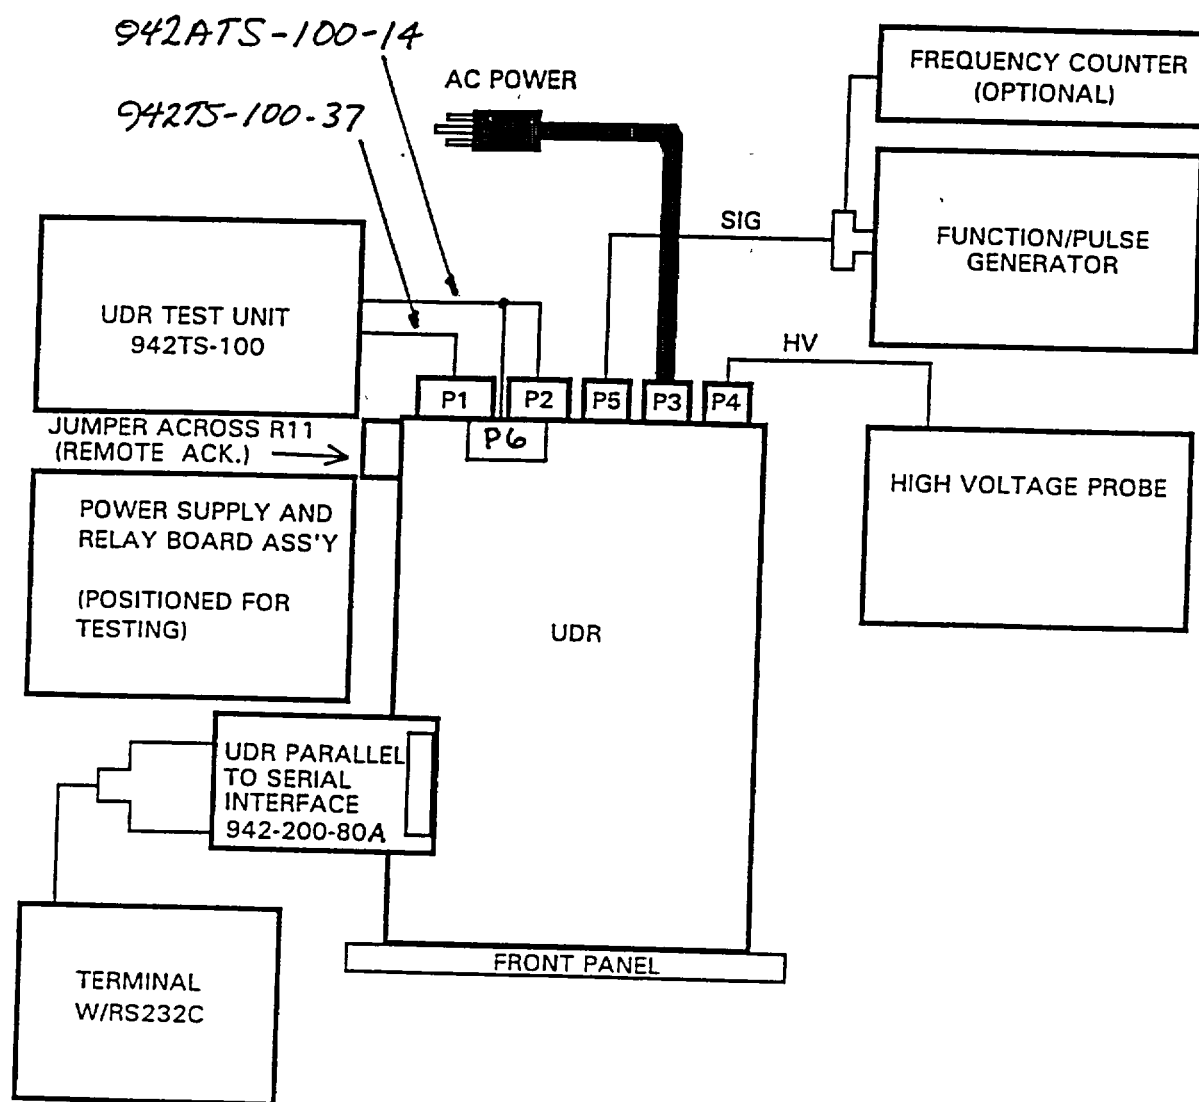 942ATS-100-14
942TS-100-37
AC POWER
FREQUENCY COUNTER
(OPTIONAL)
SIG
FUNCTION/PULSE
GENERATOR
UDR TEST UNIT
942TS-100
HV
P1
P2
P5
P3
P4
P6
JUMPER ACROSS R11
(REMOTE ACK.)
HIGH VOLTAGE PROBE
POWER SUPPLY AND
RELAY BOARD ASS'Y
(POSITIONED FOR
TESTING)
UDR
UDR PARALLEL
TO SERIAL
INTERFACE
942-200-80A
FRONT PANEL
TERMINAL
W/RS232C